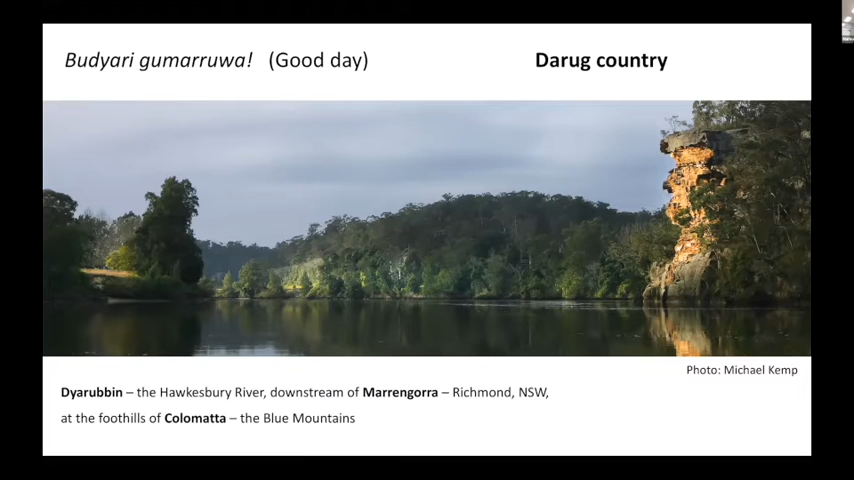 Budyari gumarruwa! (Good day)
Darug country
Photo: Michael Kemp
Dyarubbin – the Hawkesbury River, downstream of Marrengorra – Richmond, NSW,
at the foothills of Colomatta – the Blue Mountains